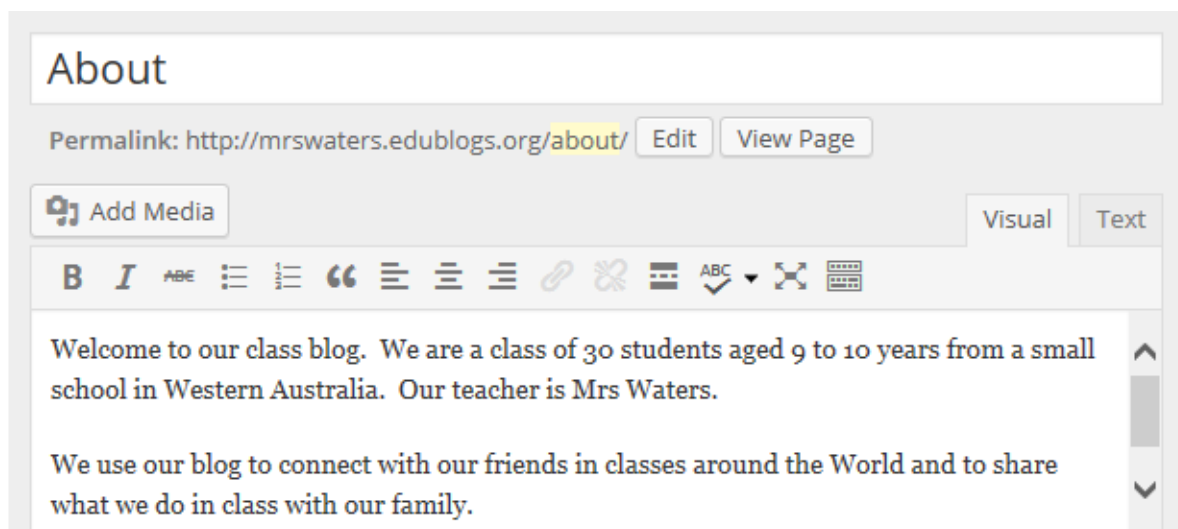 About
Permalink: http://mrswaters.edublogs.org/about/ Edit View Page
Add Media
Visual Text
B I ABC ABC
Welcome to our class blog.  We are a class of 30 students aged 9 to 10 years from a small
school in Western Australia.  Our teacher is Mrs Waters.
We use our blog to connect with our friends in classes around the World and to share
what we do in class with our family.